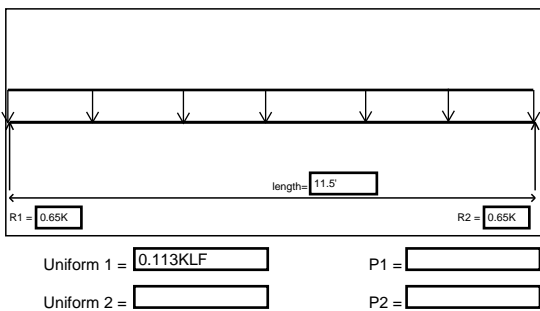 length= 11.5'
R1 = 0.65K R2 = 0.65K
Uniform 1 = 0.113KLF P1 =
Uniform 2 = P2 =